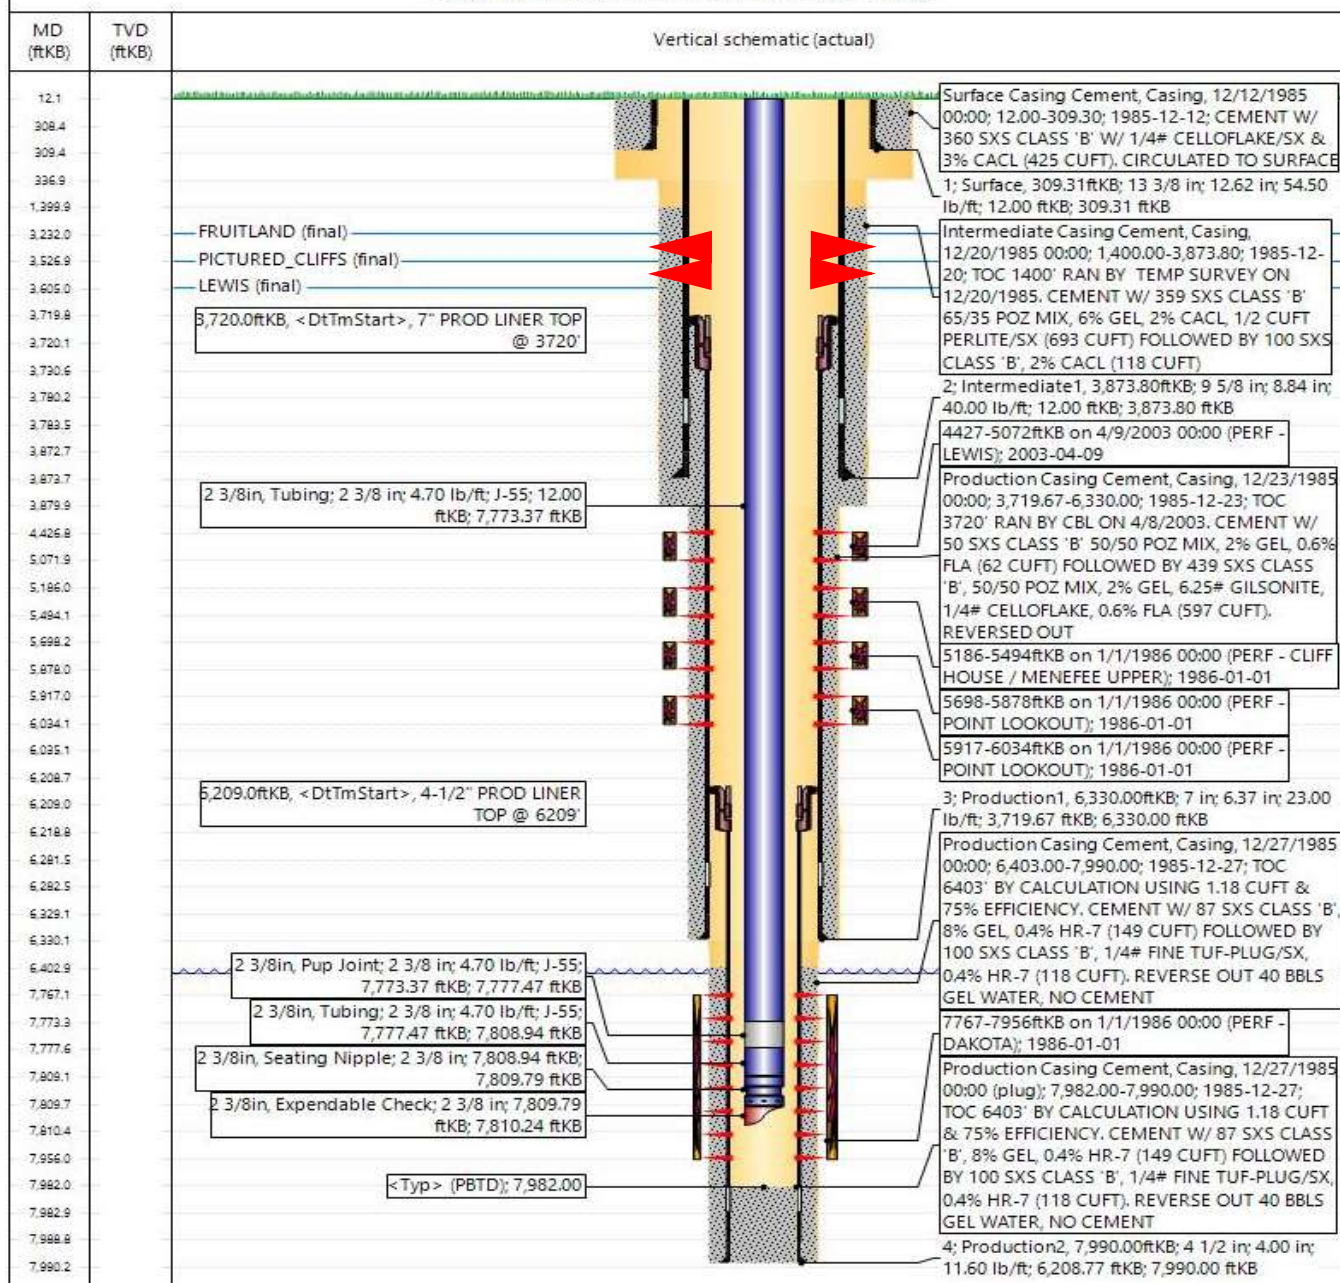 MD
(ftKB)
TVD
(ftKB)
Vertical schematic (actual)
12.1
308.4
309.4
336.9
1,399.9
3,232.0
3,526.9
3,605.0
3,719.8
3,720.1
3,730.6
3,780.2
3,783.5
3,872.7
3,873.7
3,879.9
4,426.8
5,071.9
5,186.0
5,494.1
5,698.2
5,878.0
5,917.0
6,034.1
6,035.1
6,208.7
6,209.0
6,218.8
6,281.5
6,282.5
6,329.1
6,330.1
6,402.9
7,767.1
7,773.3
7,777.6
7,809.1
7,809.7
7,810.4
7,956.0
7,982.0
7,982.9
7,988.8
7,990.2
FRUITLAND (final)
PICTURED_CLIFFS (final)
LEWIS (final)
3,720.0ftKB, <DtTmStart>, 7" PROD LINER TOP
@ 3720'
2 3/8in, Tubing; 2 3/8 in; 4.70 lb/ft; J-55; 12.00
ftKB; 7,773.37 ftKB
6,209.0ftKB, <DtTmStart>, 4-1/2" PROD LINER
TOP @ 6209'
2 3/8in, Pup Joint; 2 3/8 in; 4.70 lb/ft; J-55;
7,773.37 ftKB; 7,777.47 ftKB
2 3/8in, Tubing; 2 3/8 in; 4.70 lb/ft; J-55;
7,777.47 ftKB; 7,808.94 ftKB
2 3/8in, Seating Nipple; 2 3/8 in; 7,808.94 ftKB;
7,809.79 ftKB
2 3/8in, Expendable Check; 2 3/8 in; 7,809.79
ftKB; 7,810.24 ftKB
<Typ> (PBTD); 7,982.00
Surface Casing Cement, Casing, 12/12/1985
00:00; 12.00-309.30; 1985-12-12; CEMENT W/
360 SXS CLASS 'B' W/ 1/4# CELLOFLAKE/SX &
3% CACL (425 CUFT). CIRCULATED TO SURFACE
1; Surface, 309.31ftKB; 13 3/8 in; 12.62 in; 54.50
lb/ft; 12.00 ftKB; 309.31 ftKB
Intermediate Casing Cement, Casing,
12/20/1985 00:00; 1,400.00-3,873.80; 1985-12-
20; TOC 1400' RAN BY TEMP SURVEY ON
12/20/1985. CEMENT W/ 359 SXS CLASS 'B'
65/35 POZ MIX, 6% GEL, 2% CACL, 1/2 CUFT
PERLITE/SX (693 CUFT) FOLLOWED BY 100 SXS
CLASS 'B', 2% CACL (118 CUFT)
2; Intermediate1, 3,873.80ftKB; 9 5/8 in; 8.84 in;
40.00 lb/ft; 12.00 ftKB; 3,873.80 ftKB
4427-5072ftKB on 4/9/2003 00:00 (PERF -
LEWIS); 2003-04-09
Production Casing Cement, Casing, 12/23/1985
00:00; 3,719.67-6,330.00; 1985-12-23; TOC
3720' RAN BY CBL ON 4/8/2003. CEMENT W/
50 SXS CLASS 'B' 50/50 POZ MIX, 2% GEL, 0.6%
FLA (62 CUFT) FOLLOWED BY 439 SXS CLASS
'B', 50/50 POZ MIX, 2% GEL, 6.25# GILSONITE,
1/4# CELLOFLAKE, 0.6% FLA (597 CUFT).
REVERSED OUT
5186-5494ftKB on 1/1/1986 00:00 (PERF - CLIFF
HOUSE / MENEFEE UPPER); 1986-01-01
5698-5878ftKB on 1/1/1986 00:00 (PERF -
POINT LOOKOUT); 1986-01-01
5917-6034ftKB on 1/1/1986 00:00 (PERF -
POINT LOOKOUT); 1986-01-01
3; Production1, 6,330.00ftKB; 7 in; 6.37 in; 23.00
lb/ft; 3,719.67 ftKB; 6,330.00 ftKB
Production Casing Cement, Casing, 12/27/1985
00:00; 6,403.00-7,990.00; 1985-12-27; TOC
6403' BY CALCULATION USING 1.18 CUFT &
75% EFFICIENCY. CEMENT W/ 87 SXS CLASS 'B',
8% GEL, 0.4% HR-7 (149 CUFT) FOLLOWED BY
100 SXS CLASS 'B', 1/4# FINE TUF-PLUG/SX,
0.4% HR-7 (118 CUFT). REVERSE OUT 40 BBLS
GEL WATER, NO CEMENT
7767-7956ftKB on 1/1/1986 00:00 (PERF -
DAKOTA); 1986-01-01
Production Casing Cement, Casing, 12/27/1985
00:00 (plug); 7,982.00-7,990.00; 1985-12-27;
TOC 6403' BY CALCULATION USING 1.18 CUFT
& 75% EFFICIENCY. CEMENT W/ 87 SXS CLASS
'B', 8% GEL, 0.4% HR-7 (149 CUFT) FOLLOWED
BY 100 SXS CLASS 'B', 1/4# FINE TUF-PLUG/SX,
0.4% HR-7 (118 CUFT). REVERSE OUT 40 BBLS
GEL WATER, NO CEMENT
4; Production2, 7,990.00ftKB; 4 1/2 in; 4.00 in;
11.60 lb/ft; 6,208.77 ftKB; 7,990.00 ftKB